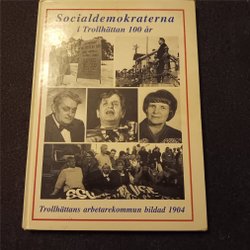 Socialdemokraterna
i Trollhättan 100 år
Trollhättans arbetarekommun bildad 1904